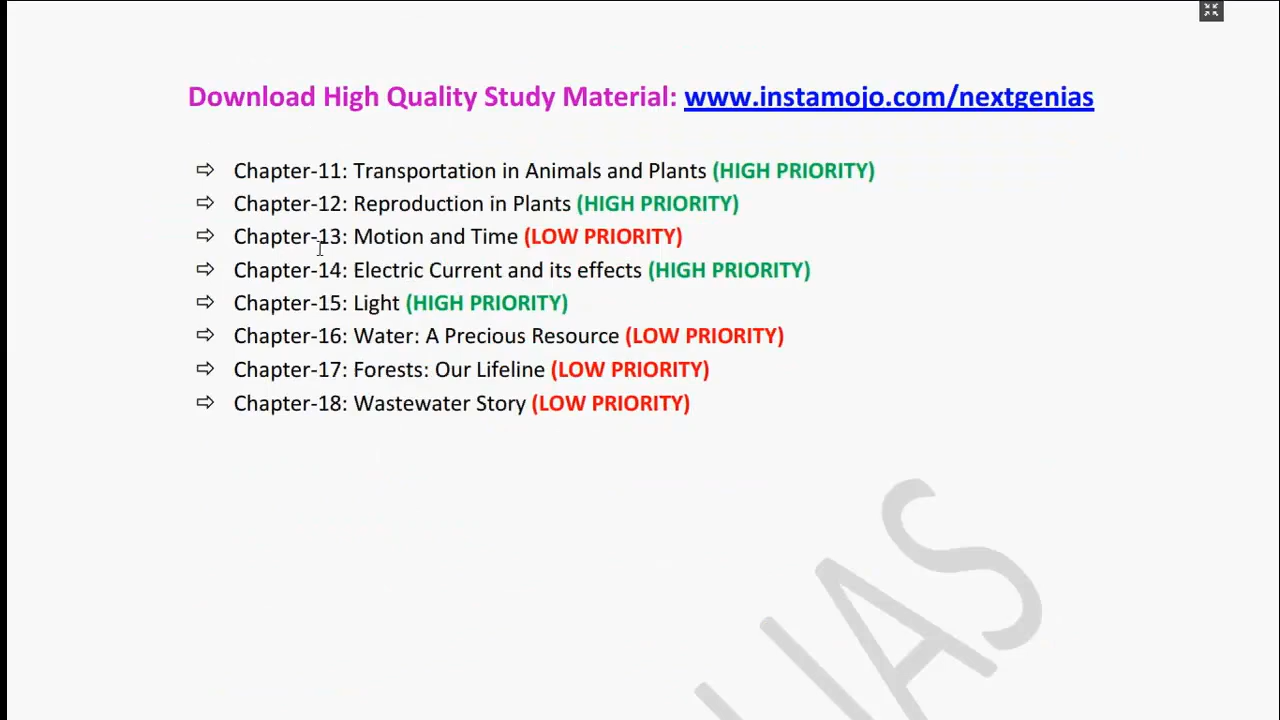 Download High Quality Study Material: www.instamojo.com/nextgenias
⇨ Chapter-11: Transportation in Animals and Plants (HIGH PRIORITY)
⇨ Chapter-12: Reproduction in Plants (HIGH PRIORITY)
⇨ Chapter-13: Motion and Time (LOW PRIORITY)
⇨ Chapter-14: Electric Current and its effects (HIGH PRIORITY)
⇨ Chapter-15: Light (HIGH PRIORITY)
⇨ Chapter-16: Water: A Precious Resource (LOW PRIORITY)
⇨ Chapter-17: Forests: Our Lifeline (LOW PRIORITY)
⇨ Chapter-18: Wastewater Story (LOW PRIORITY)
IAS